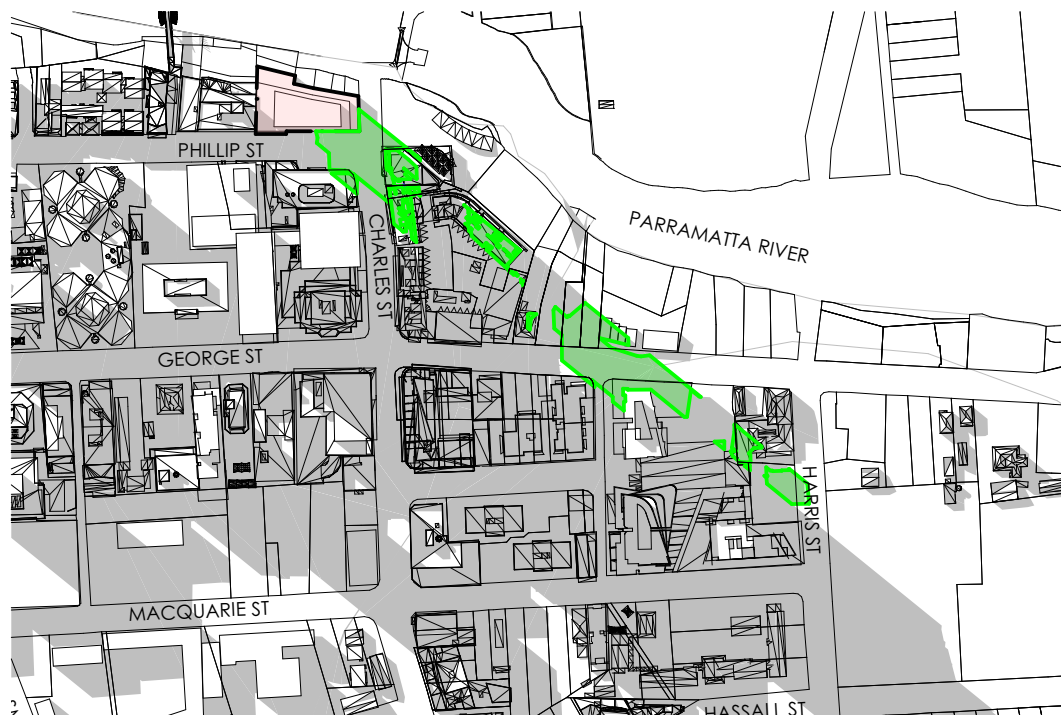 PHILLIP ST
PARRAMATTA RIVER
CHARLES ST
GEORGE ST
HARRIS ST
MACQUARIE ST
HASSALL ST